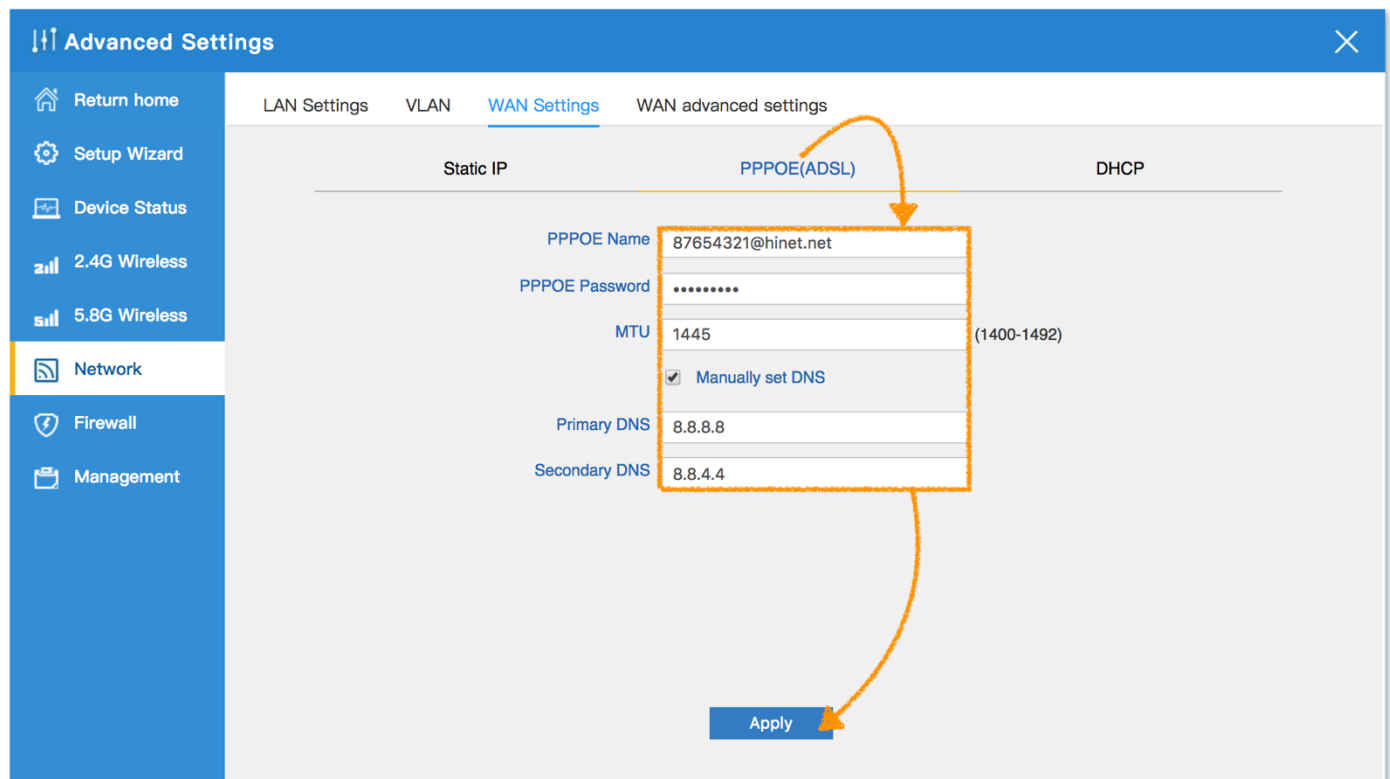 Advanced Settings
Return home
Setup Wizard
Device Status
2.4G Wireless
5.8G Wireless
Network
Firewall
Management
LAN Settings VLAN WAN Settings WAN advanced settings
Static IP PPPOE(ADSL) DHCP
PPPOE Name 87654321@hinet.net
PPPOE Password •••••••••
MTU 1445 (1400-1492)
Manually set DNS
Primary DNS 8.8.8.8
Secondary DNS 8.8.4.4
Apply